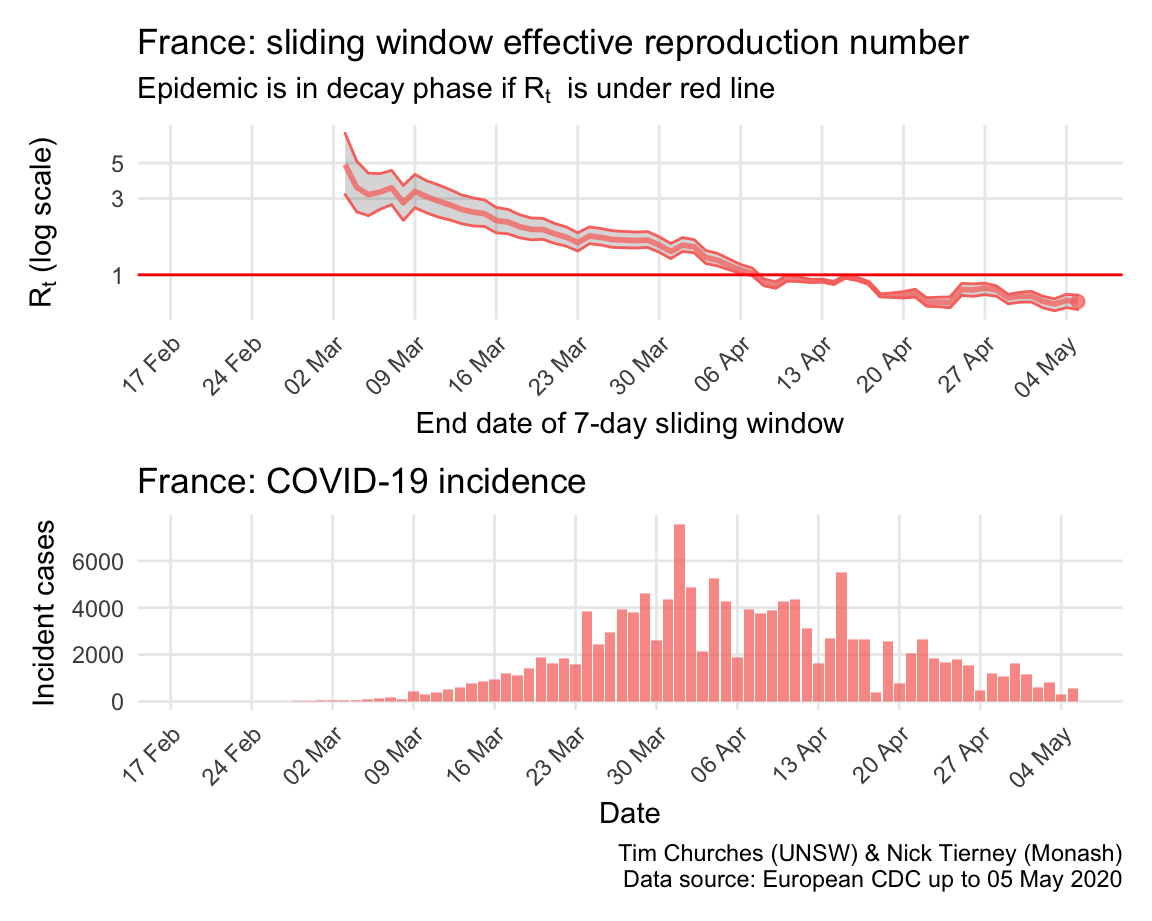 France: sliding window effective reproduction number
Epidemic is in decay phase if Rt is under red line
Rt (log scale)
5
3
1
17 Feb
24 Feb
02 Mar
09 Mar
16 Mar
23 Mar
30 Mar
06 Apr
13 Apr
20 Apr
27 Apr
04 May
End date of 7-day sliding window
France: COVID-19 incidence
Incident cases
6000
4000
2000
0
17 Feb
24 Feb
02 Mar
09 Mar
16 Mar
23 Mar
30 Mar
06 Apr
13 Apr
20 Apr
27 Apr
04 May
Date
Tim Churches (UNSW) & Nick Tierney (Monash)
Data source: European CDC up to 05 May 2020